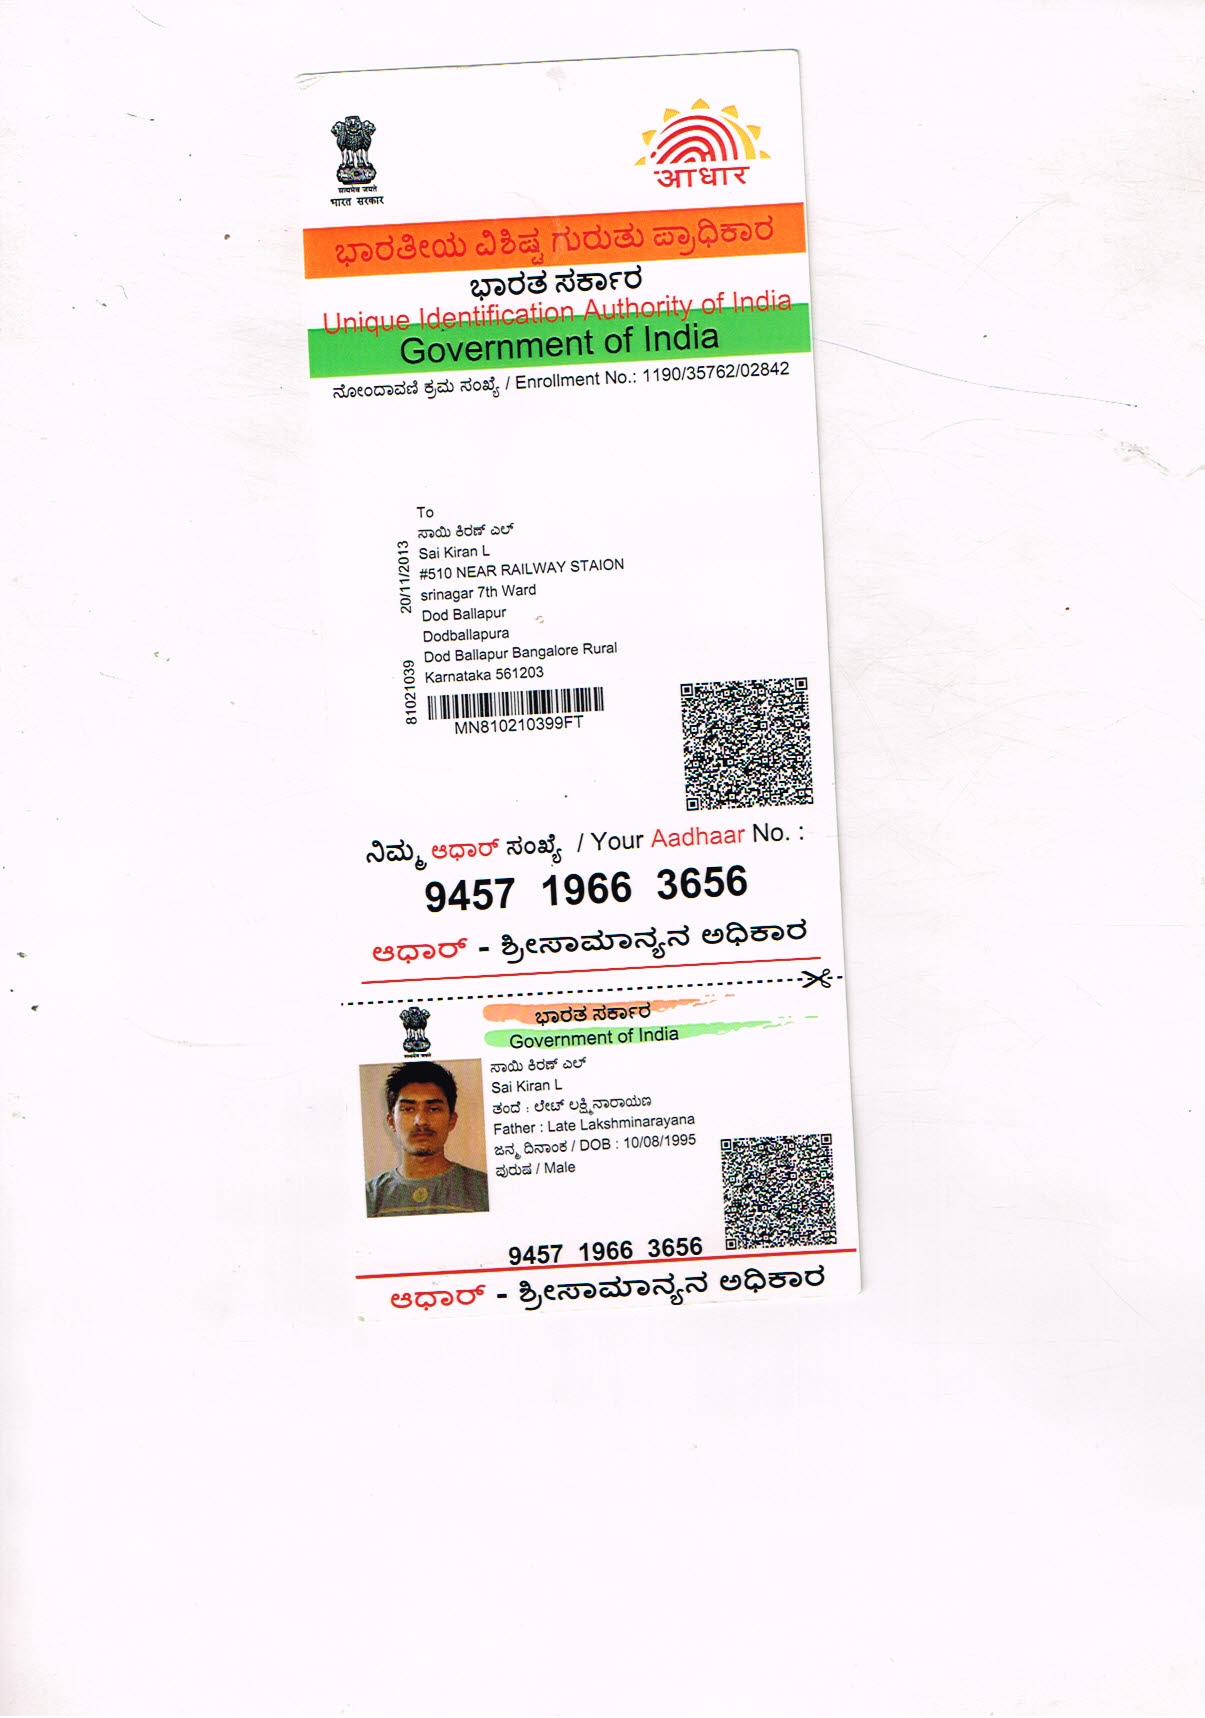 सत्यमेव जयते
भारत सरकार
आधार
ಭಾರತೀಯ ವಿಶಿಷ್ಟ ಗುರುತು ಪ್ರಾಧಿಕಾರ
ಭಾರತ ಸರ್ಕಾರ
Unique Identification Authority of India
Government of India
ನೋಂದಾವಣಿ ಕ್ರಮ ಸಂಖ್ಯೆ / Enrollment No.: 1190/35762/02842
To
ಸಾಯಿ ಕಿರಣ್ ಎಲ್
Sai Kiran L
#510 NEAR RAILWAY STAION
srinagar 7th Ward
Dod Ballapur
Dodballapura
Dod Ballapur Bangalore Rural
Karnataka 561203
20/11/2013
81021039
MN810210399FT
ನಿಮ್ಮ ಆಧಾರ್ ಸಂಖ್ಯೆ / Your Aadhaar No. :
9457 1966 3656
ಆಧಾರ್ - ಶ್ರೀಸಾಮಾನ್ಯನ ಅಧಿಕಾರ
ಭಾರತ ಸರ್ಕಾರ
Government of India
सत्यमेव जयते
ಸಾಯಿ ಕಿರಣ್ ಎಲ್
Sai Kiran L
ತಂದೆ : ಲೇಟ್ ಲಕ್ಷ್ಮಿನಾರಾಯಣ
Father : Late Lakshminarayana
ಜನ್ಮ ದಿನಾಂಕ / DOB : 10/08/1995
ಪುರುಷ / Male
9457 1966 3656
ಆಧಾರ್ - ಶ್ರೀಸಾಮಾನ್ಯನ ಅಧಿಕಾರ